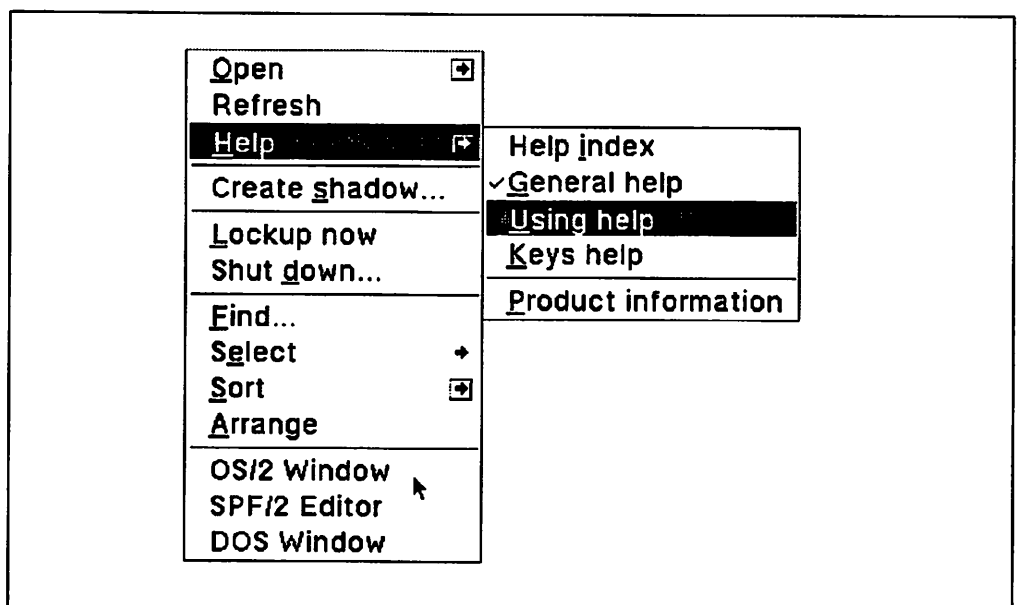 Open
Refresh
Help
Create shadow...
Lockup now
Shut down...
Find...
Select
Sort
Arrange
OS/2 Window
SPF/2 Editor
DOS Window
Help index
✓General help
Using help
Keys help
Product information